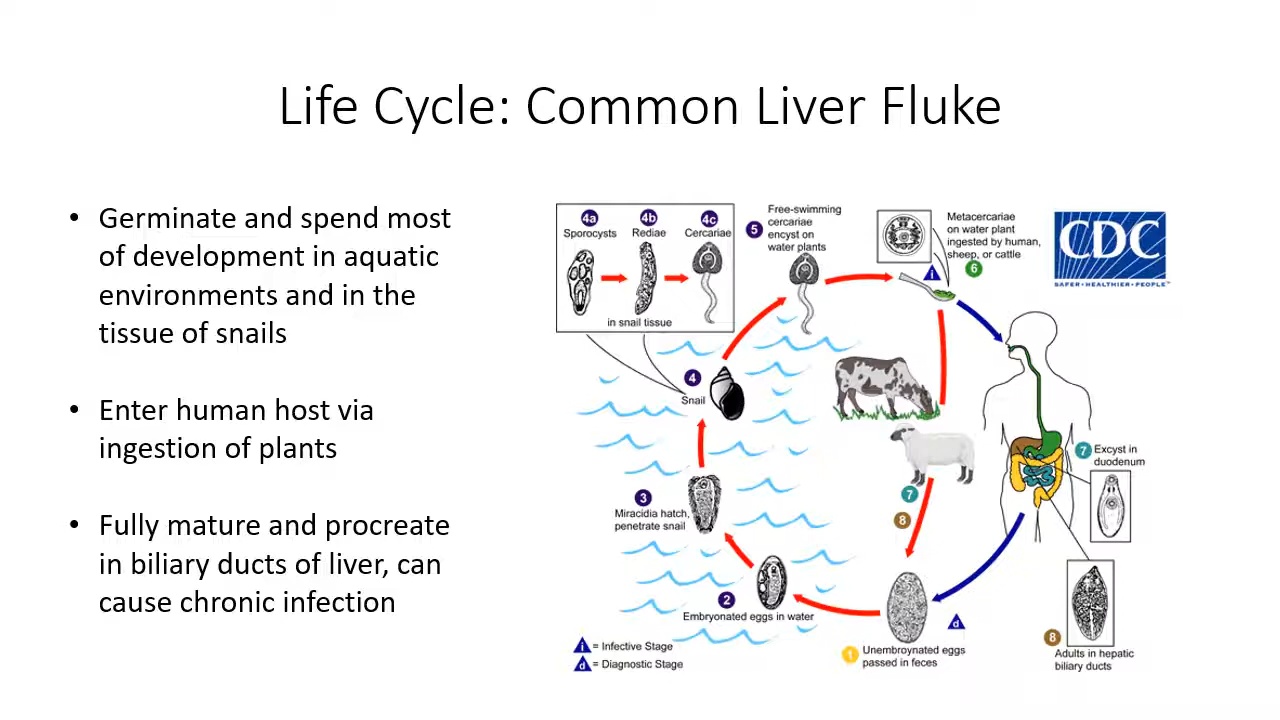 Life Cycle: Common Liver Fluke
• Germinate and spend most
of development in aquatic
environments and in the
tissue of snails
• Enter human host via
ingestion of plants
• Fully mature and procreate
in biliary ducts of liver, can
cause chronic infection
4a
Sporocysts
4b
Rediae
4c
Cercariae
in snail tissue
5
Free-swimming
cercariae
encyst on
water plants
Metacercariae
on water plant
ingested by human,
sheep, or cattle
6
i
CDC
SAFER•HEALTHIER•PEOPLE™
4
Snail
3
Miracidia hatch,
penetrate snail
2
Embryonated eggs in water
7
8
7
Excyst in
duodenum
d
1
Unembroynated eggs
passed in feces
8
Adults in hepatic
biliary ducts
i = Infective Stage
d = Diagnostic Stage